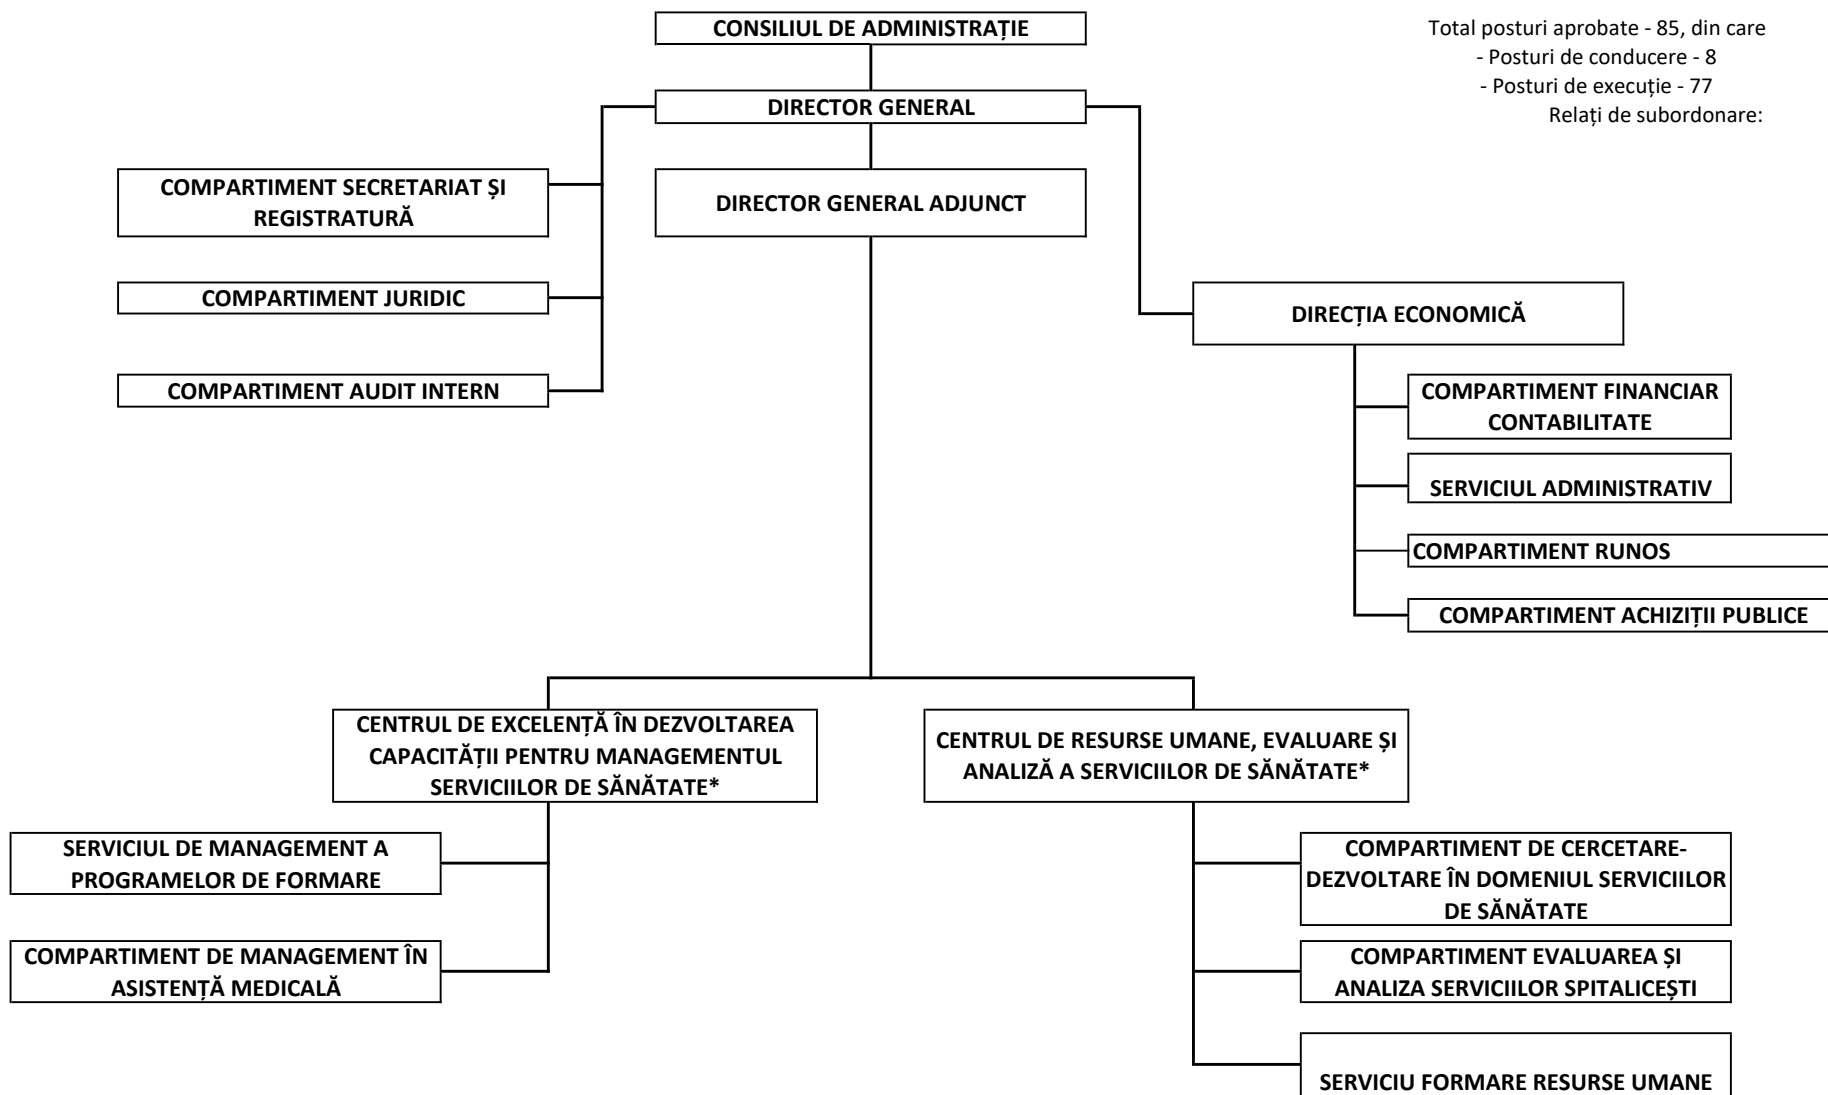 CONSILIUL DE ADMINISTRAȚIE
Total posturi aprobate - 85, din care
- Posturi de conducere - 8
- Posturi de execuție - 77
Relați de subordonare:
DIRECTOR GENERAL
COMPARTIMENT SECRETARIAT ȘI
REGISTRATURĂ
DIRECTOR GENERAL ADJUNCT
COMPARTIMENT JURIDIC
DIRECȚIA ECONOMICĂ
COMPARTIMENT AUDIT INTERN
COMPARTIMENT FINANCIAR
CONTABILITATE
SERVICIUL ADMINISTRATIV
COMPARTIMENT RUNOS
COMPARTIMENT ACHIZIȚII PUBLICE
CENTRUL DE EXCELENȚĂ ÎN DEZVOLTAREA
CAPACITĂȚII PENTRU MANAGEMENTUL
SERVICIILOR DE SĂNĂTATE*
CENTRUL DE RESURSE UMANE, EVALUARE ȘI
ANALIZĂ A SERVICIILOR DE SĂNĂTATE*
SERVICIUL DE MANAGEMENT A
PROGRAMELOR DE FORMARE
COMPARTIMENT DE MANAGEMENT ÎN
ASISTENȚĂ MEDICALĂ
COMPARTIMENT DE CERCETARE-
DEZVOLTARE ÎN DOMENIUL SERVICIILOR
DE SĂNĂTATE
COMPARTIMENT EVALUAREA ȘI
ANALIZA SERVICIILOR SPITALICEȘTI
SERVICIU FORMARE RESURSE UMANE